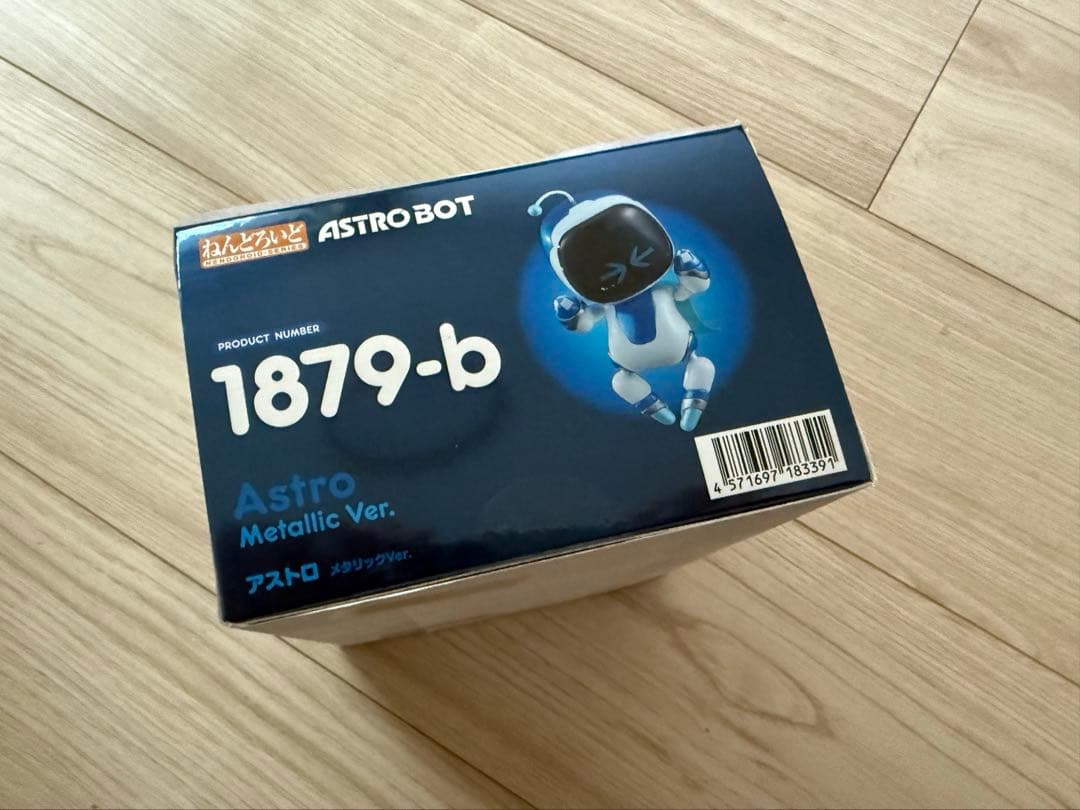 ねんどろいど
NENDOROID-SERIES
ASTRO BOT
PRODUCT NUMBER
1879-b
Astro
Metallic Ver.
アストロ メタリックVer.
4 571697 183391